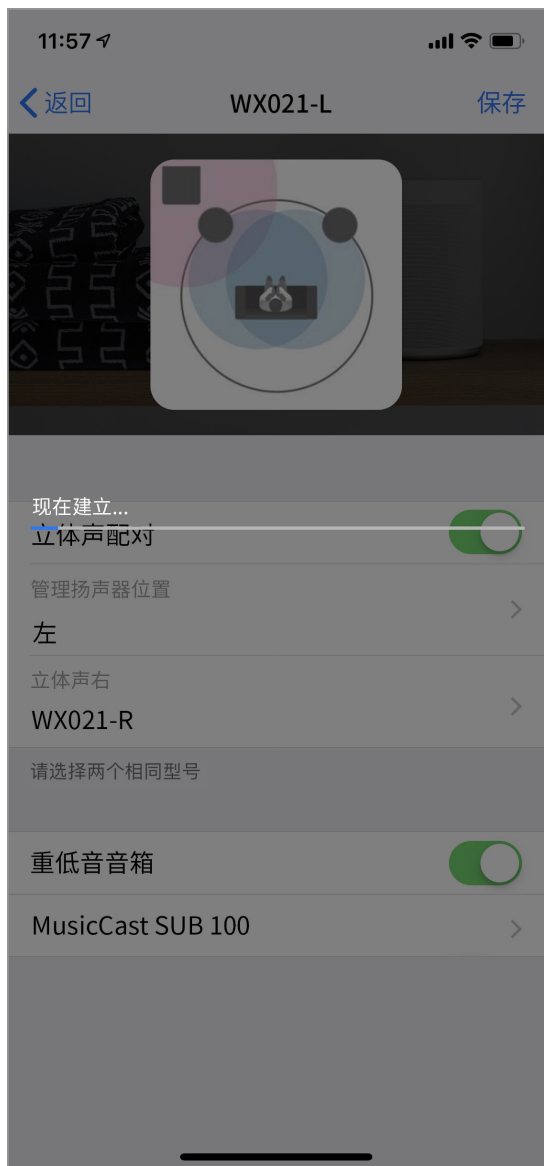 11:57
返回
WX021-L
保存
现在建立...
立体声配对
管理扬声器位置
左
立体声右
WX021-R
请选择两个相同型号
重低音音箱
MusicCast SUB 100